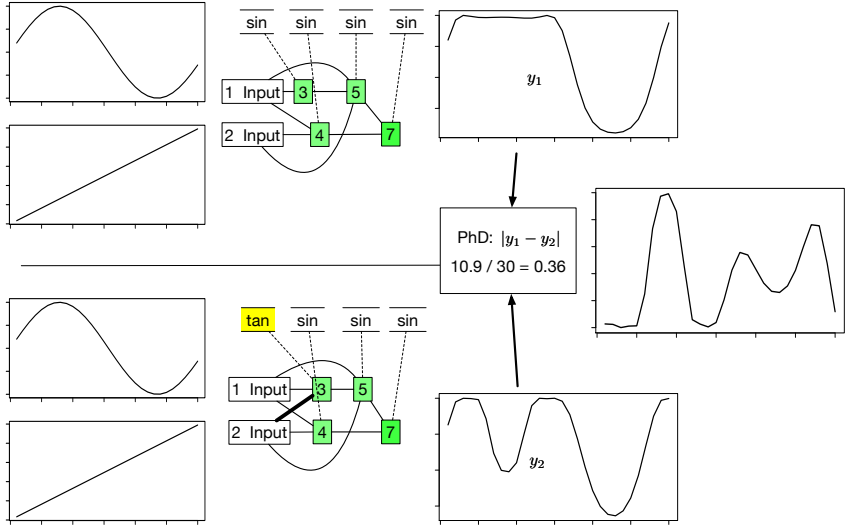 sin sin sin sin
1 Input 3 5
2 Input 4 7
y₁
PhD: |y₁ − y₂|
10.9 / 30 = 0.36
tan sin sin sin
1 Input 3 5
2 Input 4 7
y₂